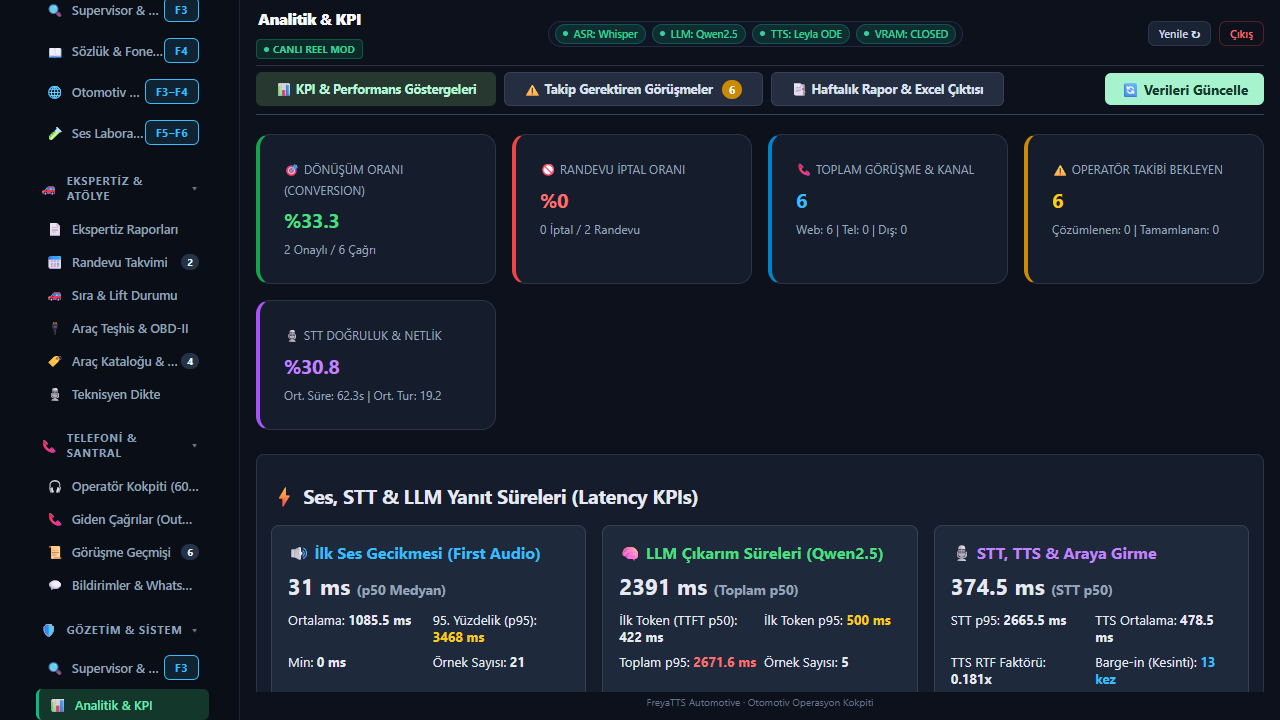 Supervisor & ... F3
Sözlük & Fone... F4
Otomotiv ... F3–F4
Ses Labora... F5–F6
EKSPERTİZ &
ATÖLYE
Ekspertiz Raporları
Randevu Takvimi 2
Sıra & Lift Durumu
Araç Teşhis & OBD-II
Araç Kataloğu & ... 4
Teknisyen Dikte
TELEFONİ &
SANTRAL
Operatör Kokpiti (60...
Giden Çağrılar (Out...
Görüşme Geçmişi 6
Bildirimler & Whats...
GÖZETİM & SİSTEM
Supervisor & ... F3
Analitik & KPI
Analitik & KPI
CANLI REEL MOD
ASR: Whisper LLM: Qwen2.5 TTS: Leyla ODE VRAM: CLOSED
Yenile ↻ Çıkış
KPI & Performans Göstergeleri Takip Gerektiren Görüşmeler 6 Haftalık Rapor & Excel Çıktısı Verileri Güncelle
DÖNÜŞÜM ORANI
(CONVERSION)
%33.3
2 Onaylı / 6 Çağrı
RANDEVU İPTAL ORANI
%0
0 İptal / 2 Randevu
TOPLAM GÖRÜŞME & KANAL
6
Web: 6 | Tel: 0 | Dış: 0
OPERATÖR TAKİBİ BEKLEYEN
6
Çözümlenen: 0 | Tamamlanan: 0
STT DOĞRULUK & NETLİK
%30.8
Ort. Süre: 62.3s | Ort. Tur: 19.2
Ses, STT & LLM Yanıt Süreleri (Latency KPIs)
İlk Ses Gecikmesi (First Audio)
31 ms (p50 Medyan)
Ortalama: 1085.5 ms
95. Yüzdelik (p95):
3468 ms
Min: 0 ms
Örnek Sayısı: 21
LLM Çıkarım Süreleri (Qwen2.5)
2391 ms (Toplam p50)
İlk Token (TTFT p50):
422 ms
İlk Token p95: 500 ms
Toplam p95: 2671.6 ms
Örnek Sayısı: 5
STT, TTS & Araya Girme
374.5 ms (STT p50)
STT p95: 2665.5 ms
TTS Ortalama: 478.5
ms
TTS RTF Faktörü:
0.181x
Barge-in (Kesinti): 13
kez
FreyaTTS Automotive · Otomotiv Operasyon Kokpiti